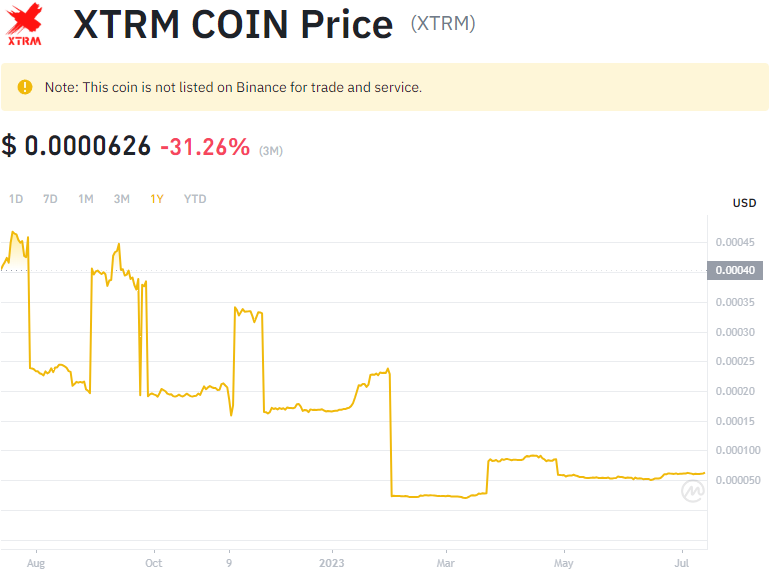 XTRM
XTRM COIN Price (XTRM)
Note: This coin is not listed on Binance for trade and service.
$ 0.0000626 -31.26% (3M)
1D 7D 1M 3M 1Y YTD
USD
0.00045
0.00040
0.00035
0.00030
0.00025
0.00020
0.00015
0.000100
0.000050
Aug Oct 9 2023 Mar May Jul